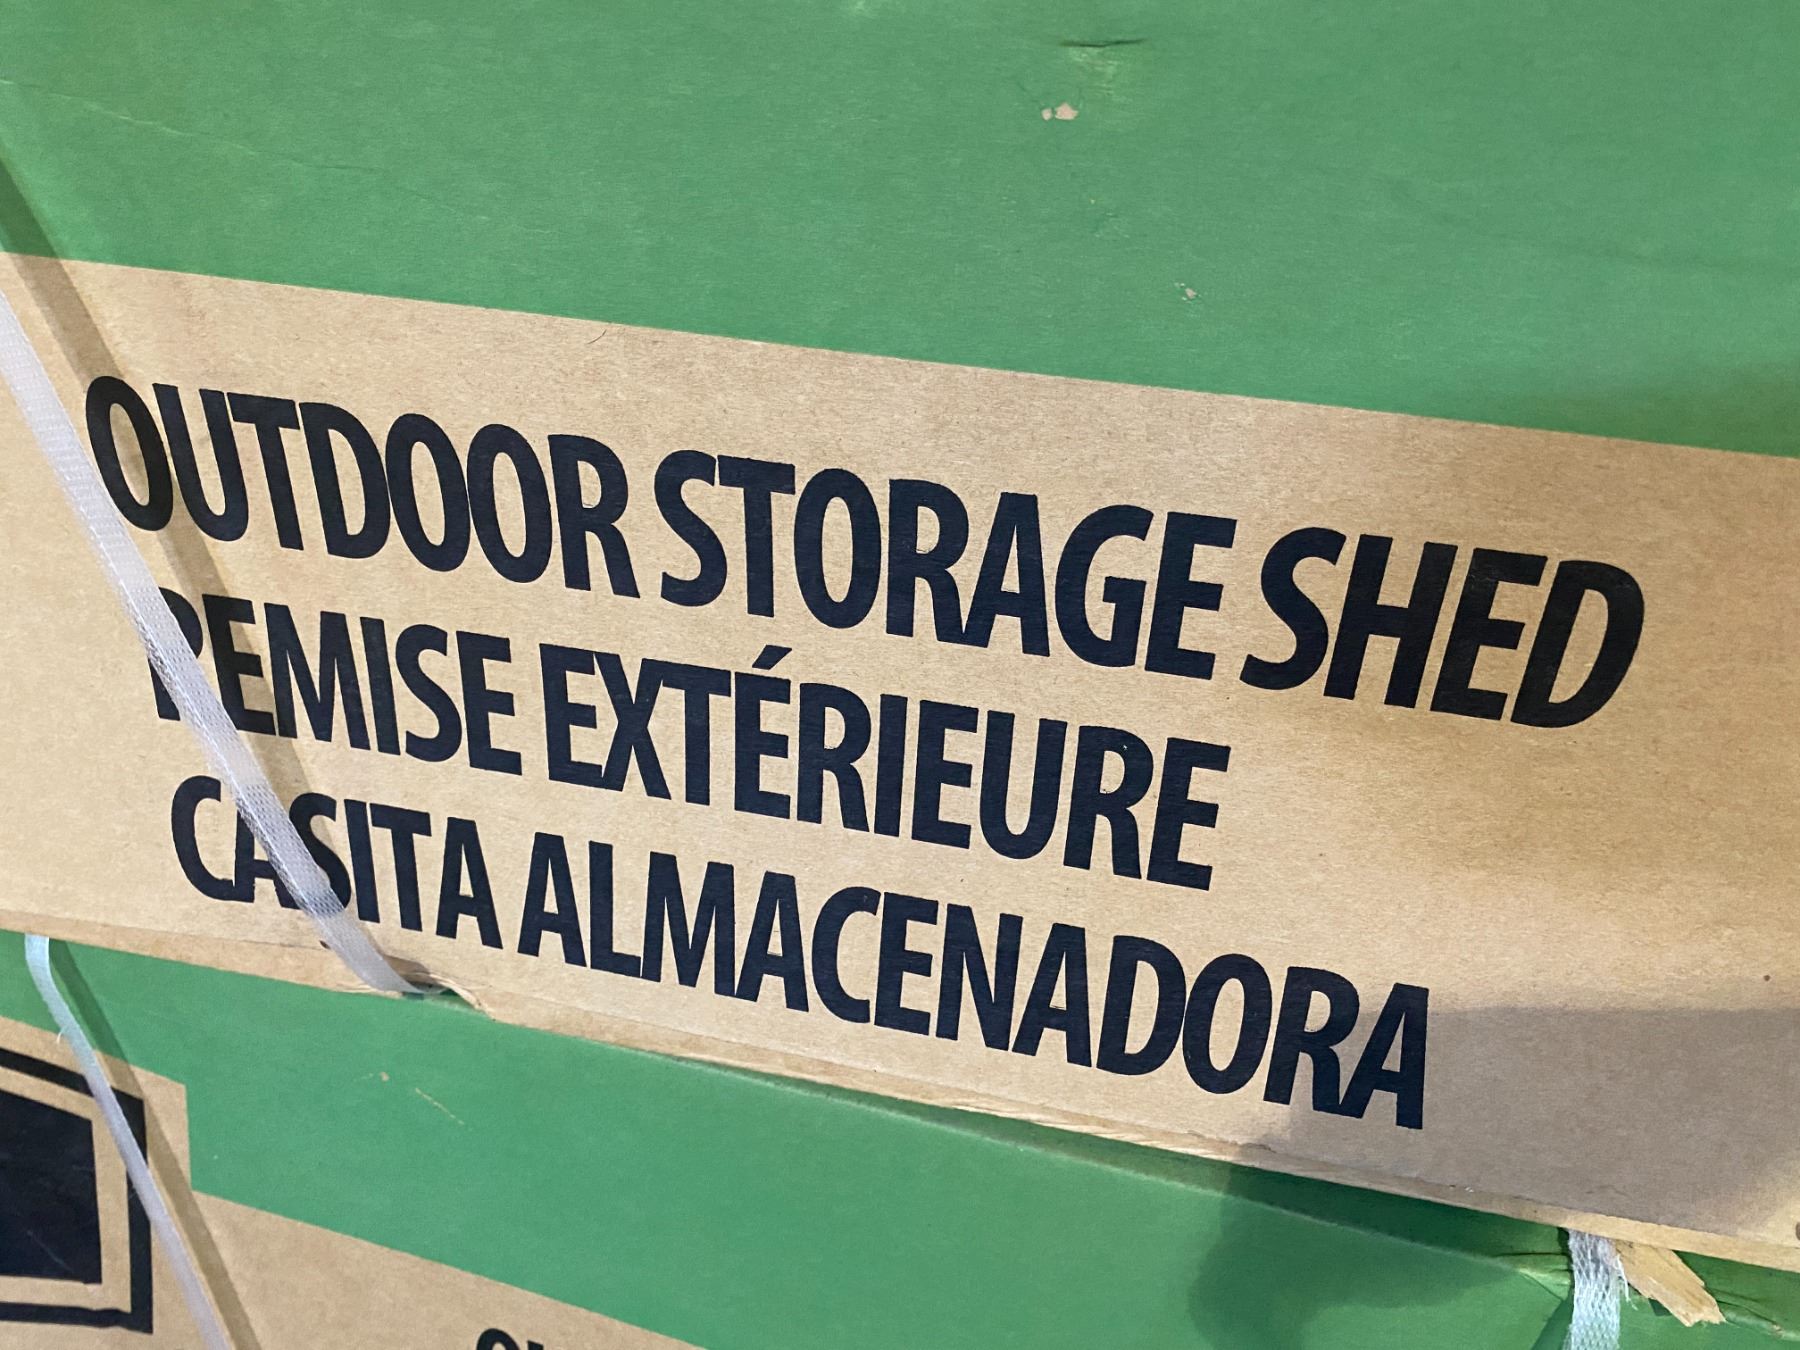 OUTDOOR STORAGE SHED
REMISE EXTÉRIEURE
CASITA ALMACENADORA